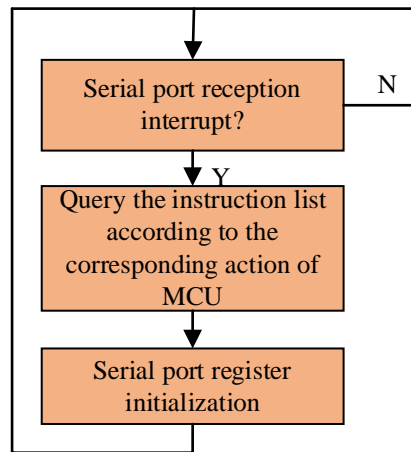 Serial port reception
N
interrupt?
Y
Query the instruction list
according to the
corresponding action of
MCU
Serial port register
initialization